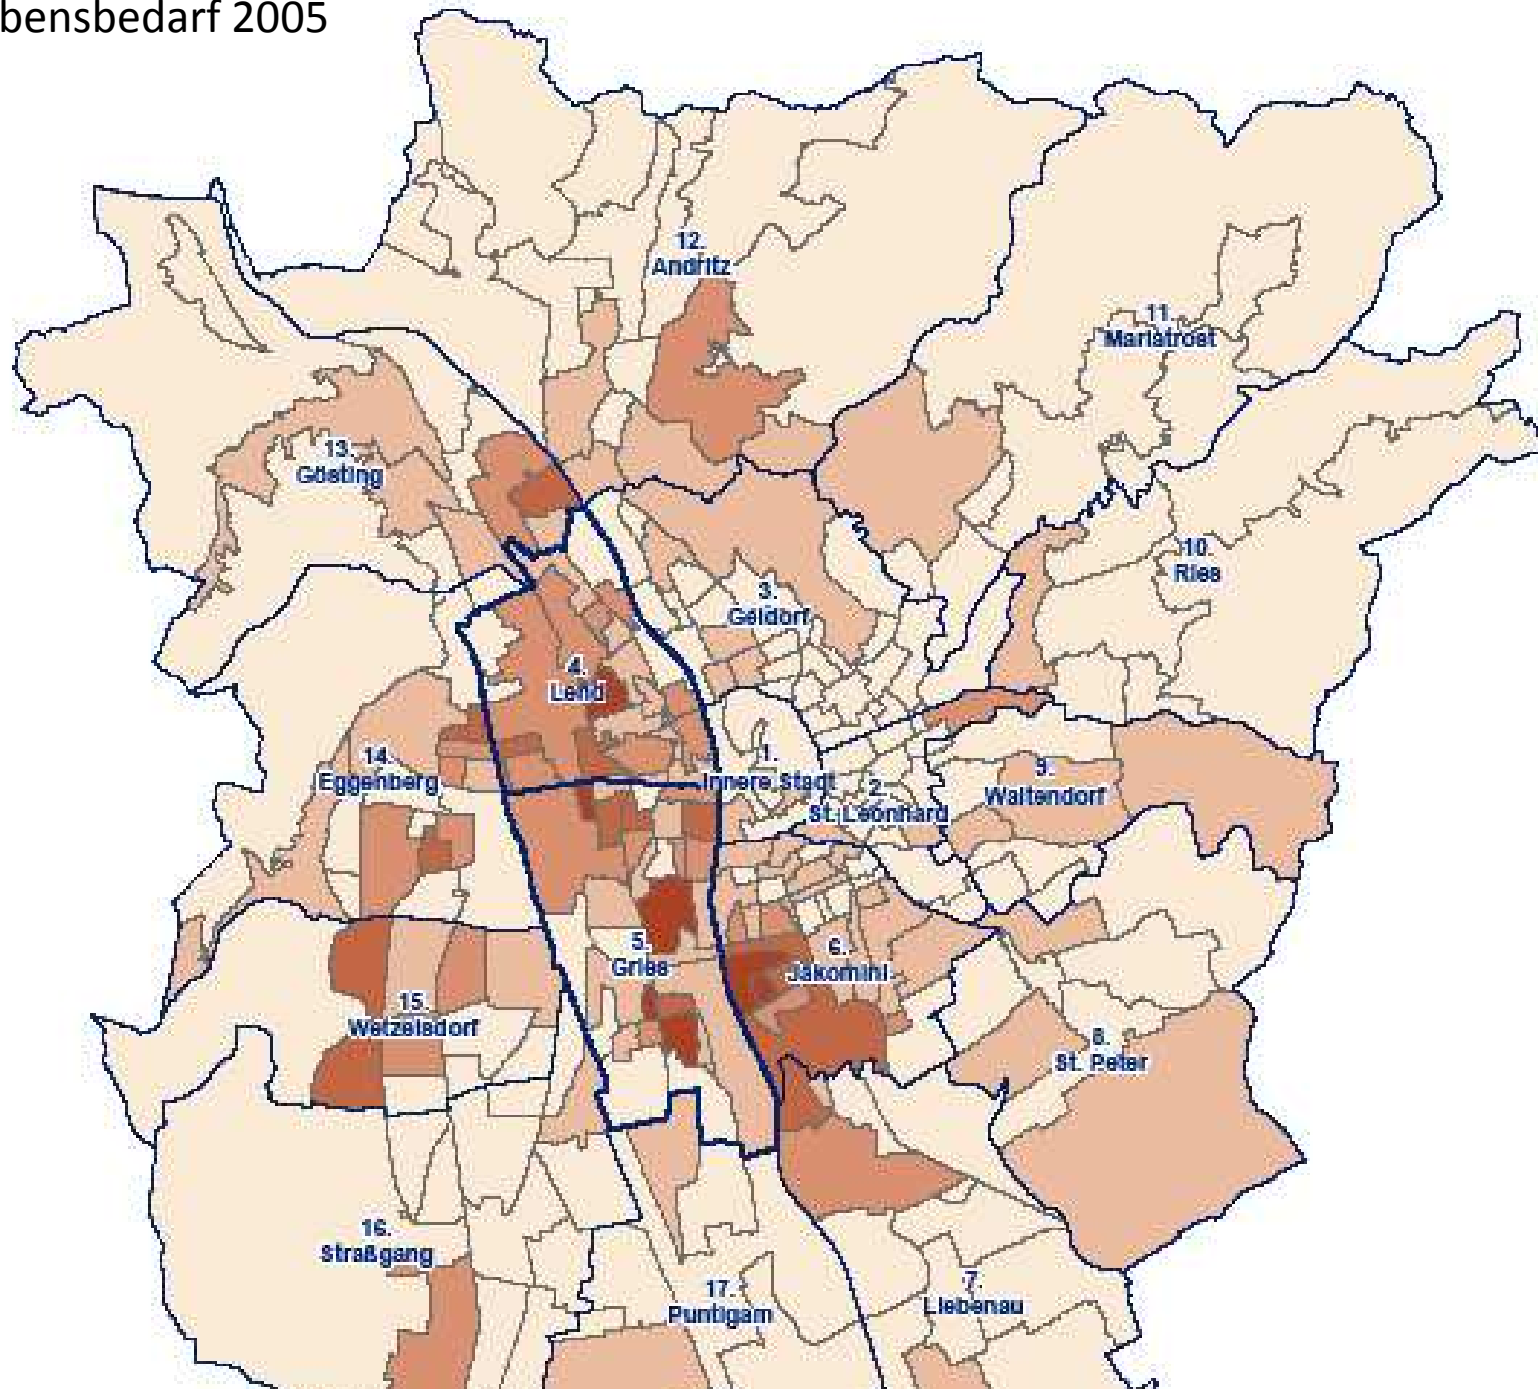 bensbedarf 2005
12.
Andritz
11.
Mariatrost
13.
Gösting
10.
Ries
3.
Geidorf
4.
Lend
14.
Eggenberg
1.
Innere Stadt
2.
St. Leonhard
9.
Waltendorf
5.
Gries
6.
Jakomini
15.
Wetzelsdorf
8.
St. Peter
16.
Straßgang
17.
Puntigam
7.
Liebenau